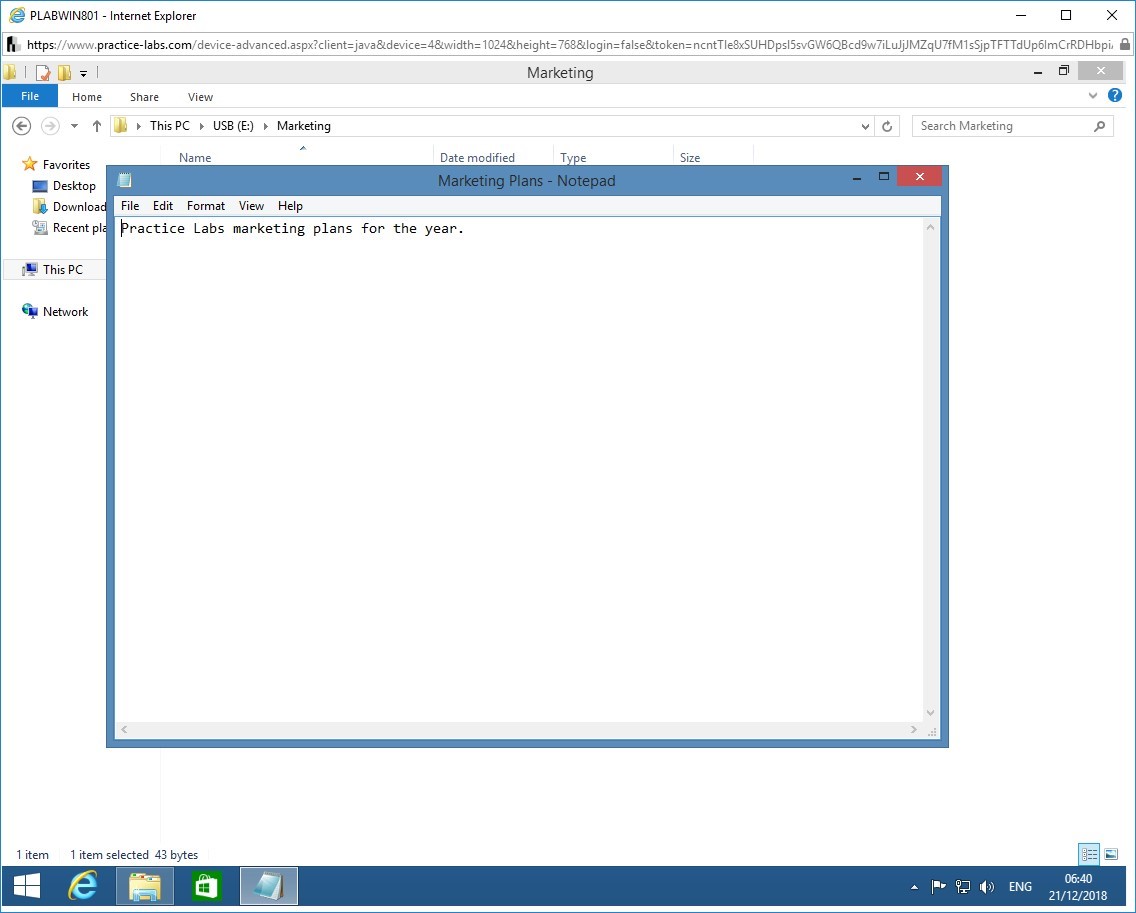 PLABWIN801 - Internet Explorer
https://www.practice-labs.com/device-advanced.aspx?client=java&device=4&width=1024&height=768&login=false&token=
Marketing
File Home Share View
This PC USB (E:) Marketing
Search Marketing
Name Date modified Type Size
Favorites
Desktop
Download
Recent pla
This PC
Network
Marketing Plans - Notepad
File Edit Format View Help
Practice Labs marketing plans for the year.
1 item 1 item selected 43 bytes
ENG
06:40
21/12/2018